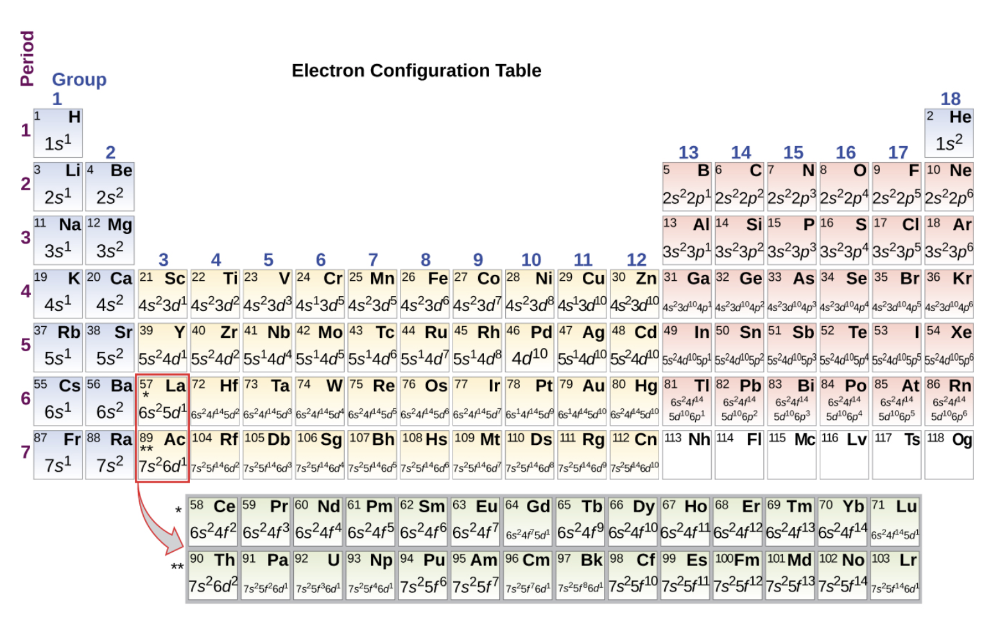 Period
Electron Configuration Table
Group
1 18
1 1 H 2 He
1s¹ 1s²
2 13 14 15 16 17
2 3 Li 4 Be 5 B 6 C 7 N 8 O 9 F 10 Ne
2s¹ 2s² 2s²2p¹ 2s²2p² 2s²2p³ 2s²2p⁴ 2s²2p⁵ 2s²2p⁶
3 11 Na 12 Mg 13 Al 14 Si 15 P 16 S 17 Cl 18 Ar
3s¹ 3s² 3s²3p¹ 3s²3p² 3s²3p³ 3s²3p⁴ 3s²3p⁵ 3s²3p⁶
3 4 5 6 7 8 9 10 11 12
4 19 K 20 Ca 21 Sc 22 Ti 23 V 24 Cr 25 Mn 26 Fe 27 Co 28 Ni 29 Cu 30 Zn 31 Ga 32 Ge 33 As 34 Se 35 Br 36 Kr
4s¹ 4s² 4s²3d¹ 4s²3d² 4s²3d³ 4s¹3d⁵ 4s²3d⁵ 4s²3d⁶ 4s²3d⁷ 4s²3d⁸ 4s¹3d¹⁰ 4s²3d¹⁰ 4s²3d¹⁰4p¹ 4s²3d¹⁰4p² 4s²3d¹⁰4p³ 4s²3d¹⁰4p⁴ 4s²3d¹⁰4p⁵ 4s²3d¹⁰4p⁶
5 37 Rb 38 Sr 39 Y 40 Zr 41 Nb 42 Mo 43 Tc 44 Ru 45 Rh 46 Pd 47 Ag 48 Cd 49 In 50 Sn 51 Sb 52 Te 53 I 54 Xe
5s¹ 5s² 5s²4d¹ 5s²4d² 5s¹4d⁴ 5s¹4d⁵ 5s¹4d⁶ 5s¹4d⁷ 5s¹4d⁸ 4d¹⁰ 5s¹4d¹⁰ 5s²4d¹⁰ 5s²4d¹⁰5p¹ 5s²4d¹⁰5p² 5s²4d¹⁰5p³ 5s²4d¹⁰5p⁴ 5s²4d¹⁰5p⁵ 5s²4d¹⁰5p⁶
6 55 Cs 56 Ba 57 La * 72 Hf 73 Ta 74 W 75 Re 76 Os 77 Ir 78 Pt 79 Au 80 Hg 81 Tl 82 Pb 83 Bi 84 Po 85 At 86 Rn
6s¹ 6s² 6s²5d¹ 6s²4f¹⁴5d² 6s²4f¹⁴5d³ 6s²4f¹⁴5d⁴ 6s²4f¹⁴5d⁵ 6s²4f¹⁴5d⁶ 6s²4f¹⁴5d⁷ 6s¹4f¹⁴5d⁹ 6s¹4f¹⁴5d¹⁰ 6s²4f¹⁴5d¹⁰ 6s²4f¹⁴ 6s²4f¹⁴ 6s²4f¹⁴ 6s²4f¹⁴ 6s²4f¹⁴ 6s²4f¹⁴
5d¹⁰6p¹ 5d¹⁰6p² 5d¹⁰6p³ 5d¹⁰6p⁴ 5d¹⁰6p⁵ 5d¹⁰6p⁶
7 87 Fr 88 Ra 89 Ac ** 104 Rf 105 Db 106 Sg 107 Bh 108 Hs 109 Mt 110 Ds 111 Rg 112 Cn 113 Nh 114 Fl 115 Mc 116 Lv 117 Ts 118 Og
7s¹ 7s² 7s²6d¹ 7s²5f¹⁴6d² 7s²5f¹⁴6d³ 7s²5f¹⁴6d⁴ 7s²5f¹⁴6d⁵ 7s²5f¹⁴6d⁶ 7s²5f¹⁴6d⁷ 7s²5f¹⁴6d⁸ 7s²5f¹⁴6d⁹ 7s²5f¹⁴6d¹⁰
* 58 Ce 59 Pr 60 Nd 61 Pm 62 Sm 63 Eu 64 Gd 65 Tb 66 Dy 67 Ho 68 Er 69 Tm 70 Yb 71 Lu
6s²4f² 6s²4f³ 6s²4f⁴ 6s²4f⁵ 6s²4f⁶ 6s²4f⁷ 6s²4f⁷5d¹ 6s²4f⁹ 6s²4f¹⁰ 6s²4f¹¹ 6s²4f¹² 6s²4f¹³ 6s²4f¹⁴ 6s²4f¹⁴5d¹
** 90 Th 91 Pa 92 U 93 Np 94 Pu 95 Am 96 Cm 97 Bk 98 Cf 99 Es 100 Fm 101 Md 102 No 103 Lr
7s²6d² 7s²5f²6d¹ 7s²5f³6d¹ 7s²5f⁴6d¹ 7s²5f⁶ 7s²5f⁷ 7s²5f⁷6d¹ 7s²5f⁸6d¹ 7s²5f¹⁰ 7s²5f¹¹ 7s²5f¹² 7s²5f¹³ 7s²5f¹⁴ 7s²5f¹⁴6d¹